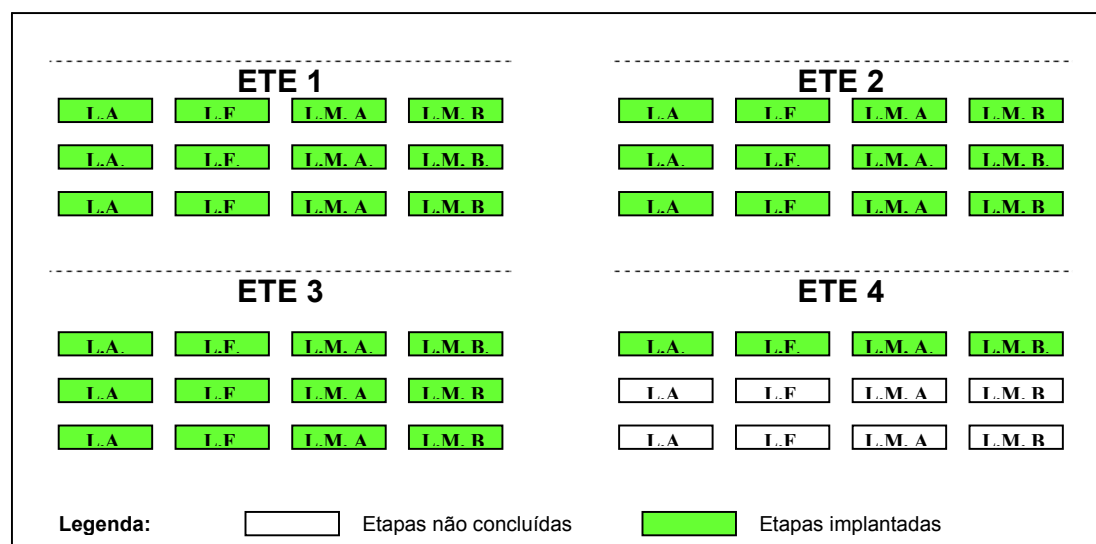 ETE 1
L.A L.F L.M. A L.M. B
L.A. L.F. L.M. A. L.M. B.
L.A L.F L.M. A L.M. B
ETE 2
L.A L.F L.M. A L.M. B
L.A. L.F. L.M. A. L.M. B.
L.A L.F L.M. A L.M. B
ETE 3
L.A. L.F. L.M. A. L.M. B.
L.A L.F L.M. A L.M. B
L.A L.F L.M. A L.M. B
ETE 4
L.A. L.F. L.M. A. L.M. B.
L.A L.F L.M. A L.M. B
L.A L.F L.M. A L.M. B
Legenda: Etapas não concluídas Etapas implantadas